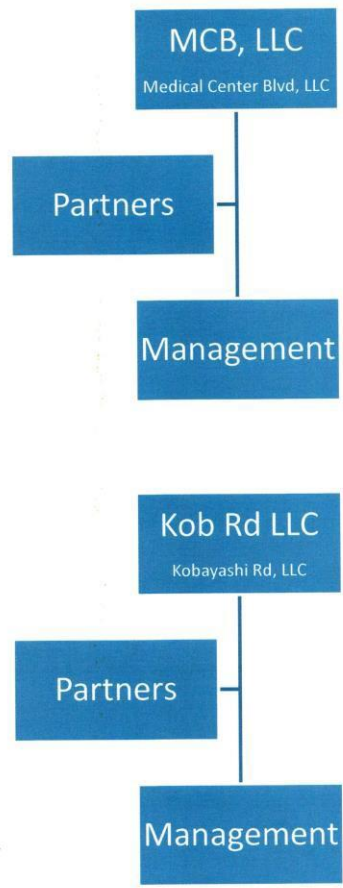 MCB, LLC
Medical Center Blvd, LLC
Partners
Management
Kob Rd LLC
Kobayashi Rd, LLC
Partners
Management